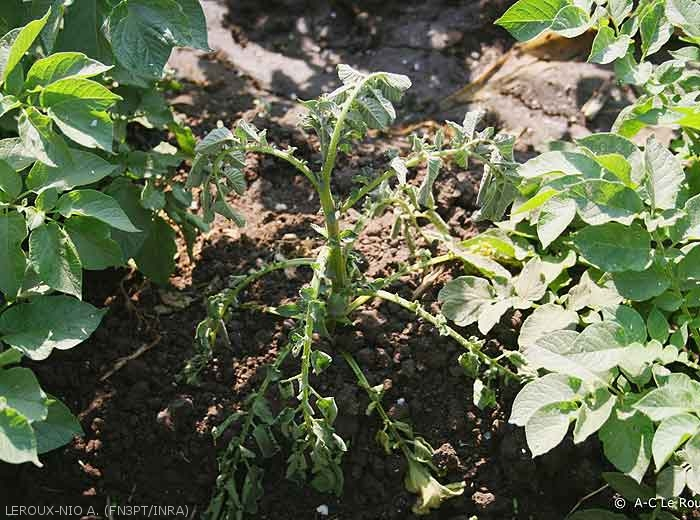 LEROUX-NIO A. (FN3PT/INRA)
© A-C Le Rou